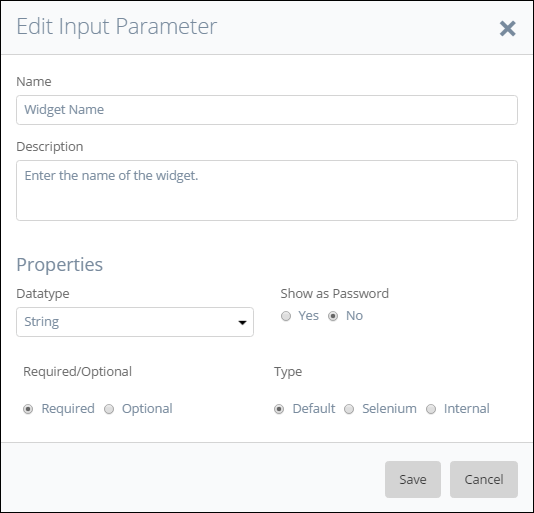 Edit Input Parameter
Name
Widget Name
Description
Enter the name of the widget.
Properties
Datatype
Show as Password
String
Yes No
Required/Optional
Type
Required Optional
Default Selenium Internal
Save Cancel